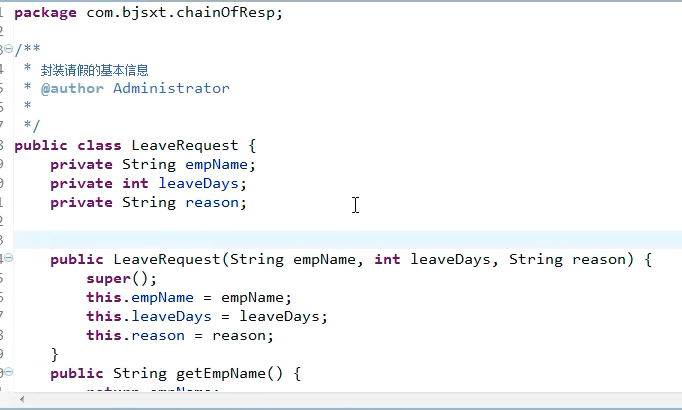 package com.bjsxt.chainOfResp;
/**
* 封装请假的基本信息
* @author Administrator
*
*/
public class LeaveRequest {
private String empName;
private int leaveDays;
private String reason;
public LeaveRequest(String empName, int leaveDays, String reason) {
super();
this.empName = empName;
this.leaveDays = leaveDays;
this.reason = reason;
}
public String getEmpName() {
return empName;